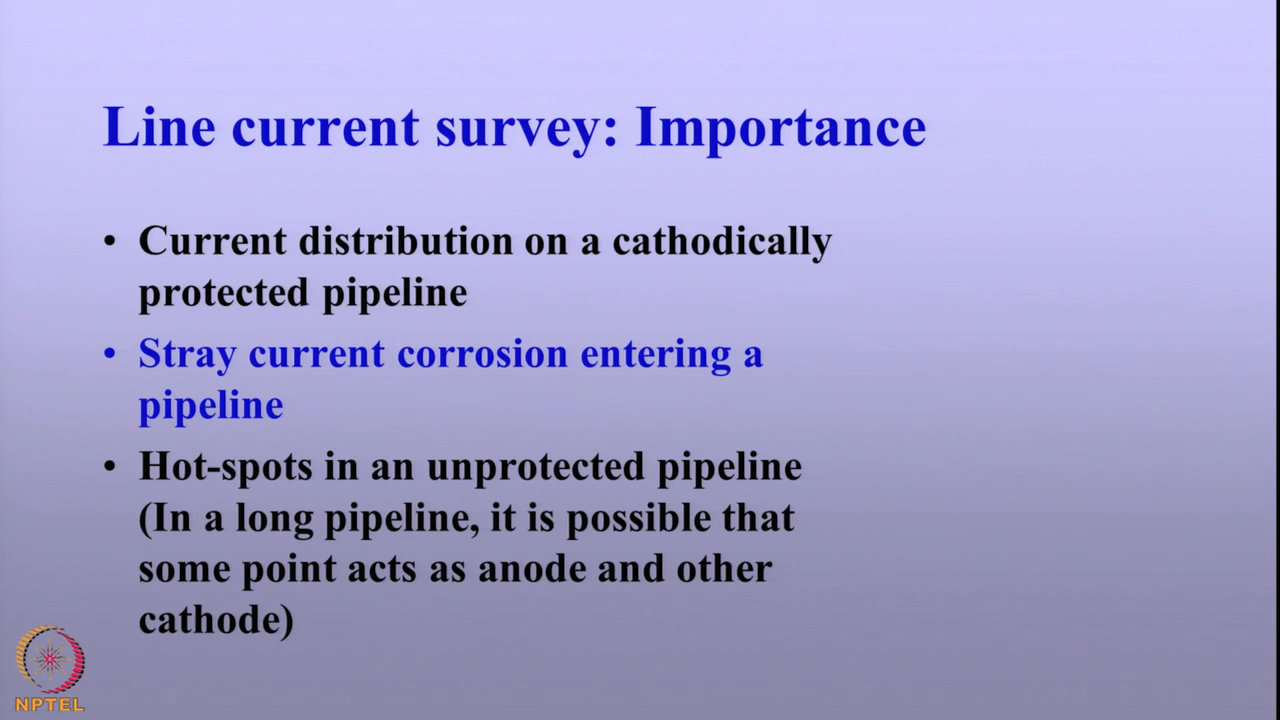 Line current survey: Importance
• Current distribution on a cathodically
protected pipeline
• Stray current corrosion entering a
pipeline
• Hot-spots in an unprotected pipeline
(In a long pipeline, it is possible that
some point acts as anode and other
cathode)
NPTEL